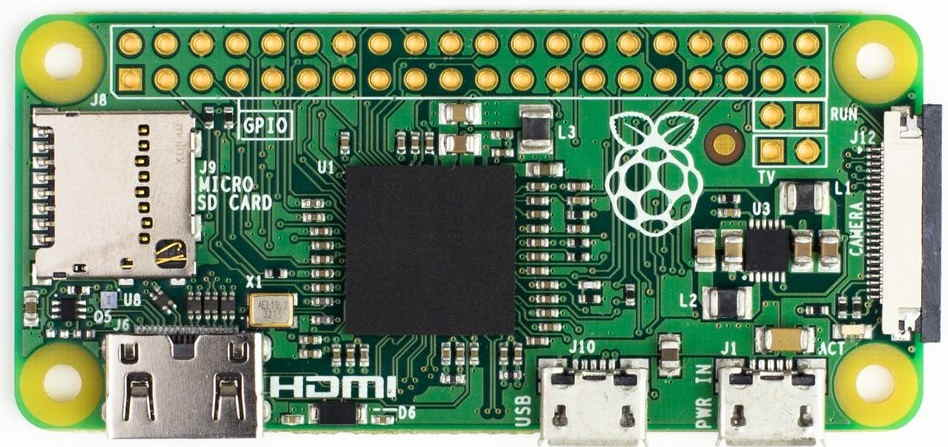 J8
GPIO
RUN
L3
J12
U1
J9
MICRO
SD CARD
TV
L1
U3
CAMERA
X1
L2
Q5
U8
J6
J10
J1
ACT
HDMI
D6
USB
PWR IN